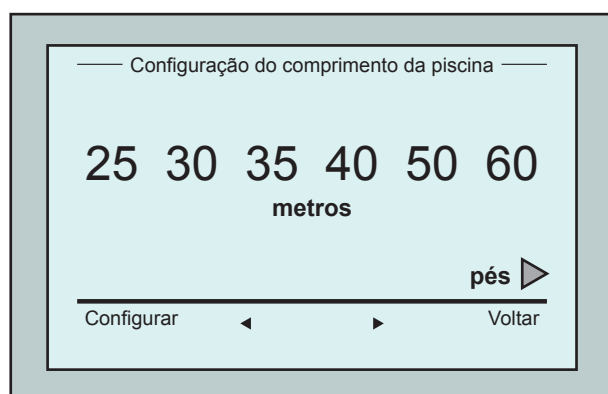 Configuração do comprimento da piscina
25 30 35 40 50 60
metros
pés
Configurar Voltar